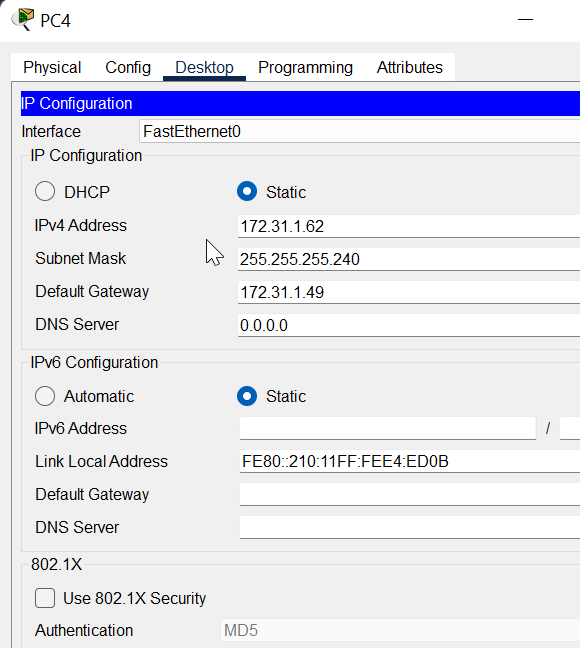 PC4
Physical Config Desktop Programming Attributes
IP Configuration
Interface FastEthernet0
IP Configuration
DHCP Static
IPv4 Address 172.31.1.62
Subnet Mask 255.255.255.240
Default Gateway 172.31.1.49
DNS Server 0.0.0.0
IPv6 Configuration
Automatic Static
IPv6 Address /
Link Local Address FE80::210:11FF:FEE4:ED0B
Default Gateway
DNS Server
802.1X
Use 802.1X Security
Authentication MD5